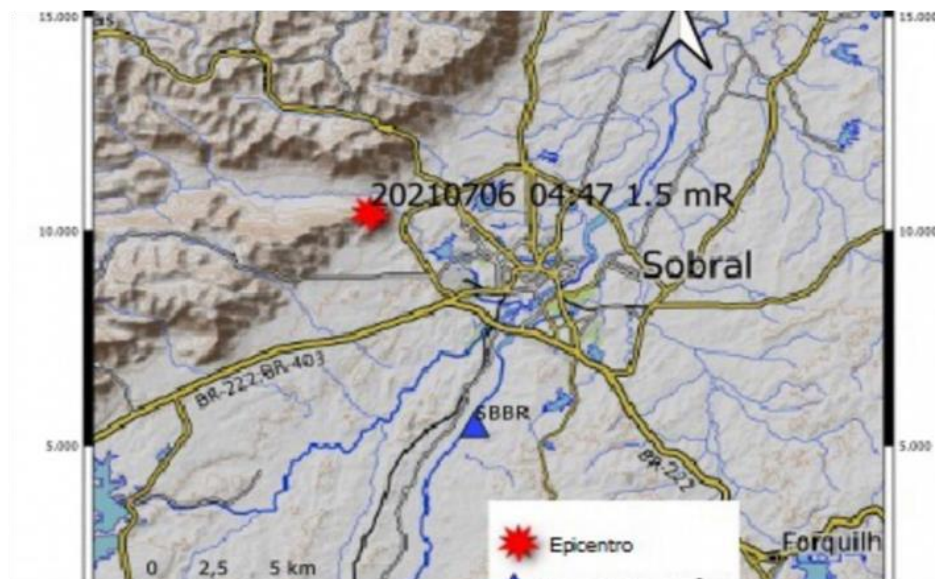 15.000
15.000
20210706 04:47 1.5 mR
10.000
10.000
Sobral
BR-222;BR-403
SBBR
5.000
5.000
BR-222
Epicentro
Forquilh
0 2,5 5 km